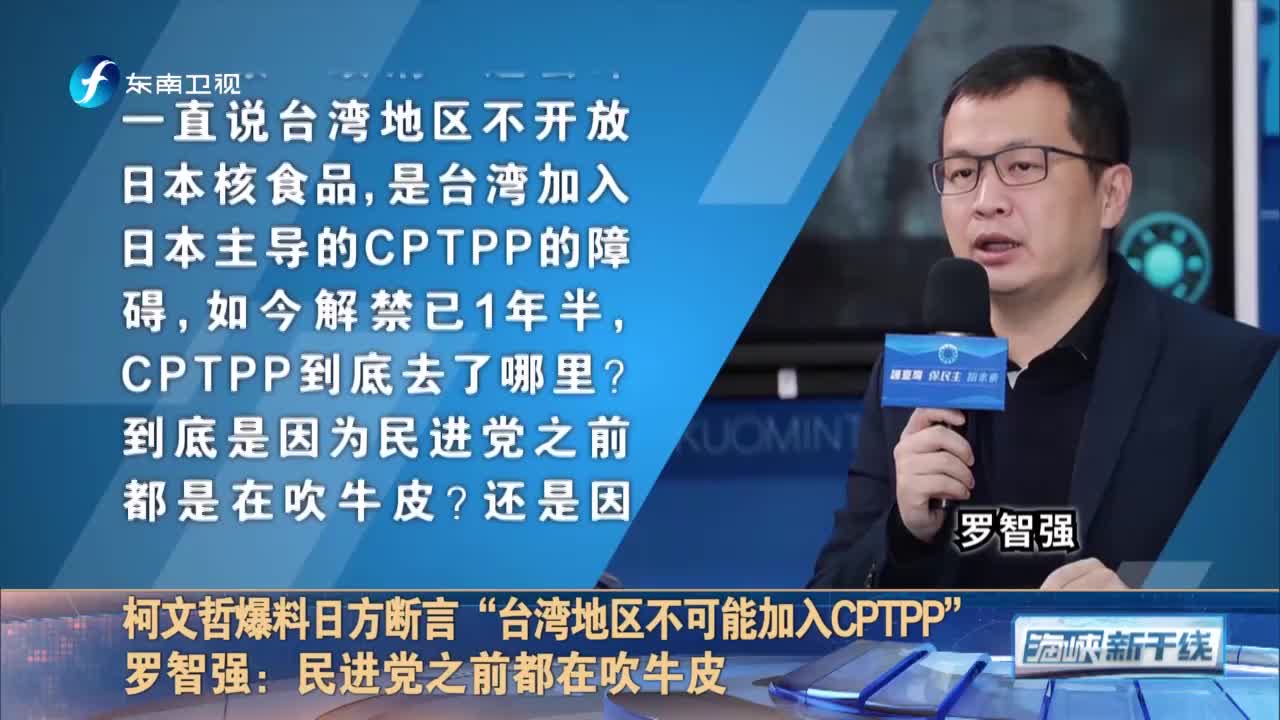 东南卫视
一直说台湾地区不开放
日本核食品,是台湾加入
日本主导的CPTPP的障
碍,如今解禁已1年半,
CPTPP到底去了哪里?
到底是因为民进党之前
都是在吹牛皮?还是因
KUOMINT
保民主
罗智强
柯文哲爆料日方断言“台湾地区不可能加入CPTPP”
罗智强：民进党之前都在吹牛皮
海峡新干线